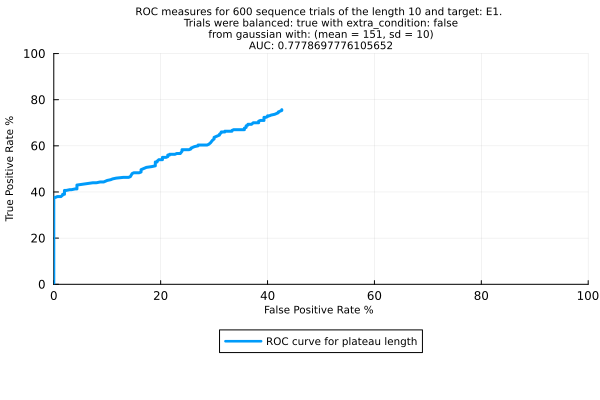 ROC measures for 600 sequence trials of the length 10 and target: E1.
Trials were balanced: true with extra_condition: false
from gaussian with: (mean = 151, sd = 10)
AUC: 0.7778697776105652
100
80
60
40
20
0
True Positive Rate %
0 20 40 60 80 100
False Positive Rate %
ROC curve for plateau length